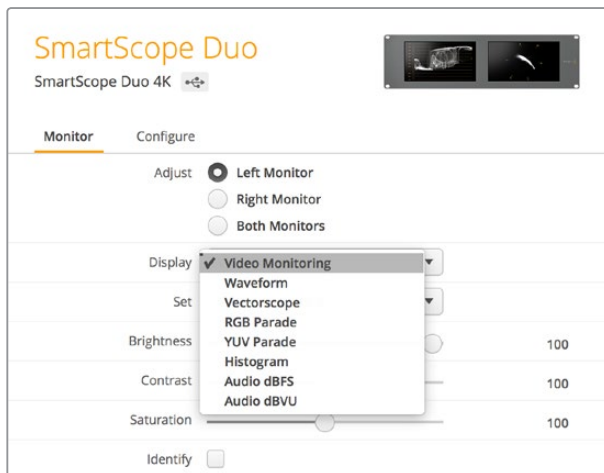 SmartScope Duo
SmartScope Duo 4K
Monitor Configure
Adjust Left Monitor
Right Monitor
Both Monitors
Display ✔ Video Monitoring
Waveform
Set Vectorscope
RGB Parade
Brightness YUV Parade 100
Histogram
Contrast Audio dBFS 100
Audio dBVU
Saturation 100
Identify